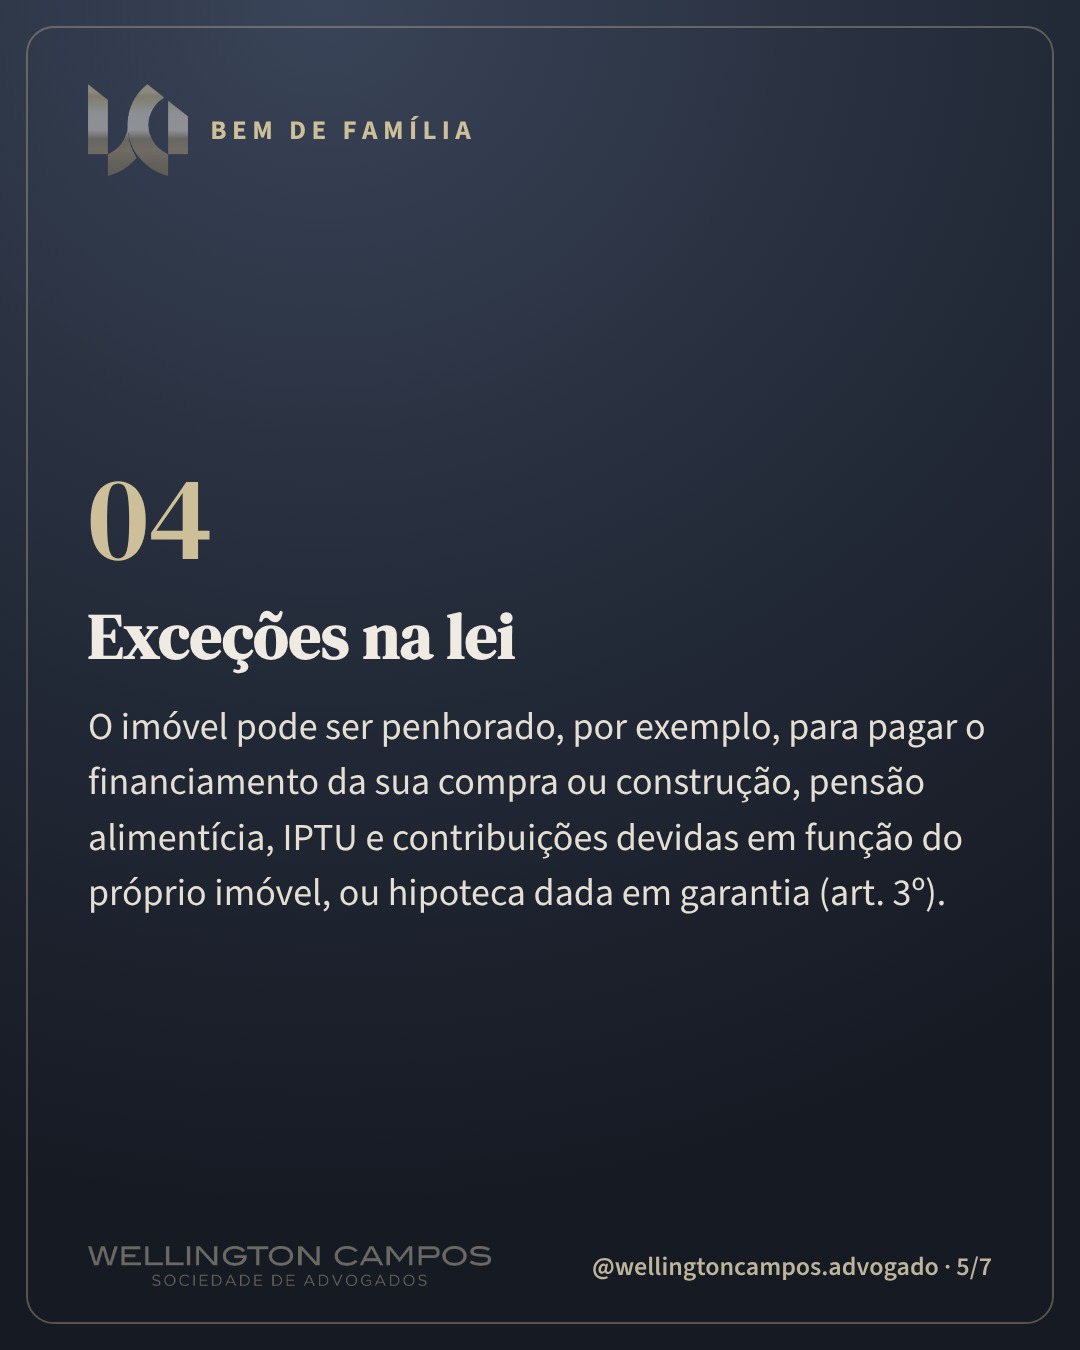 BEM DE FAMÍLIA
04
Exceções na lei
O imóvel pode ser penhorado, por exemplo, para pagar o
financiamento da sua compra ou construção, pensão
alimentícia, IPTU e contribuições devidas em função do
próprio imóvel, ou hipoteca dada em garantia (art. 3º).
WELLINGTON CAMPOS
SOCIEDADE DE ADVOGADOS
@wellingtoncampos.advogado · 5/7